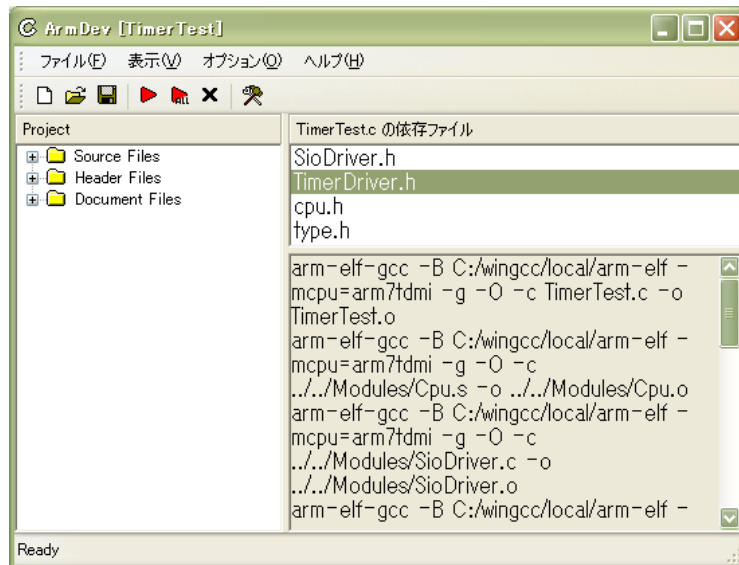 ArmDev [TimerTest]
ファイル(F) 表示(V) オプション(O) ヘルプ(H)
ALL
Project
Source Files
Header Files
Document Files
TimerTest.c の依存ファイル
SioDriver.h
TimerDriver.h
cpu.h
type.h
arm-elf-gcc -B C:/wingcc/local/arm-elf -
mcpu=arm7tdmi -g -O -c TimerTest.c -o
TimerTest.o
arm-elf-gcc -B C:/wingcc/local/arm-elf -
mcpu=arm7tdmi -g -O -c
../../Modules/Cpu.s -o ../../Modules/Cpu.o
arm-elf-gcc -B C:/wingcc/local/arm-elf -
mcpu=arm7tdmi -g -O -c
../../Modules/SioDriver.c -o
../../Modules/SioDriver.o
arm-elf-gcc -B C:/wingcc/local/arm-elf -
Ready